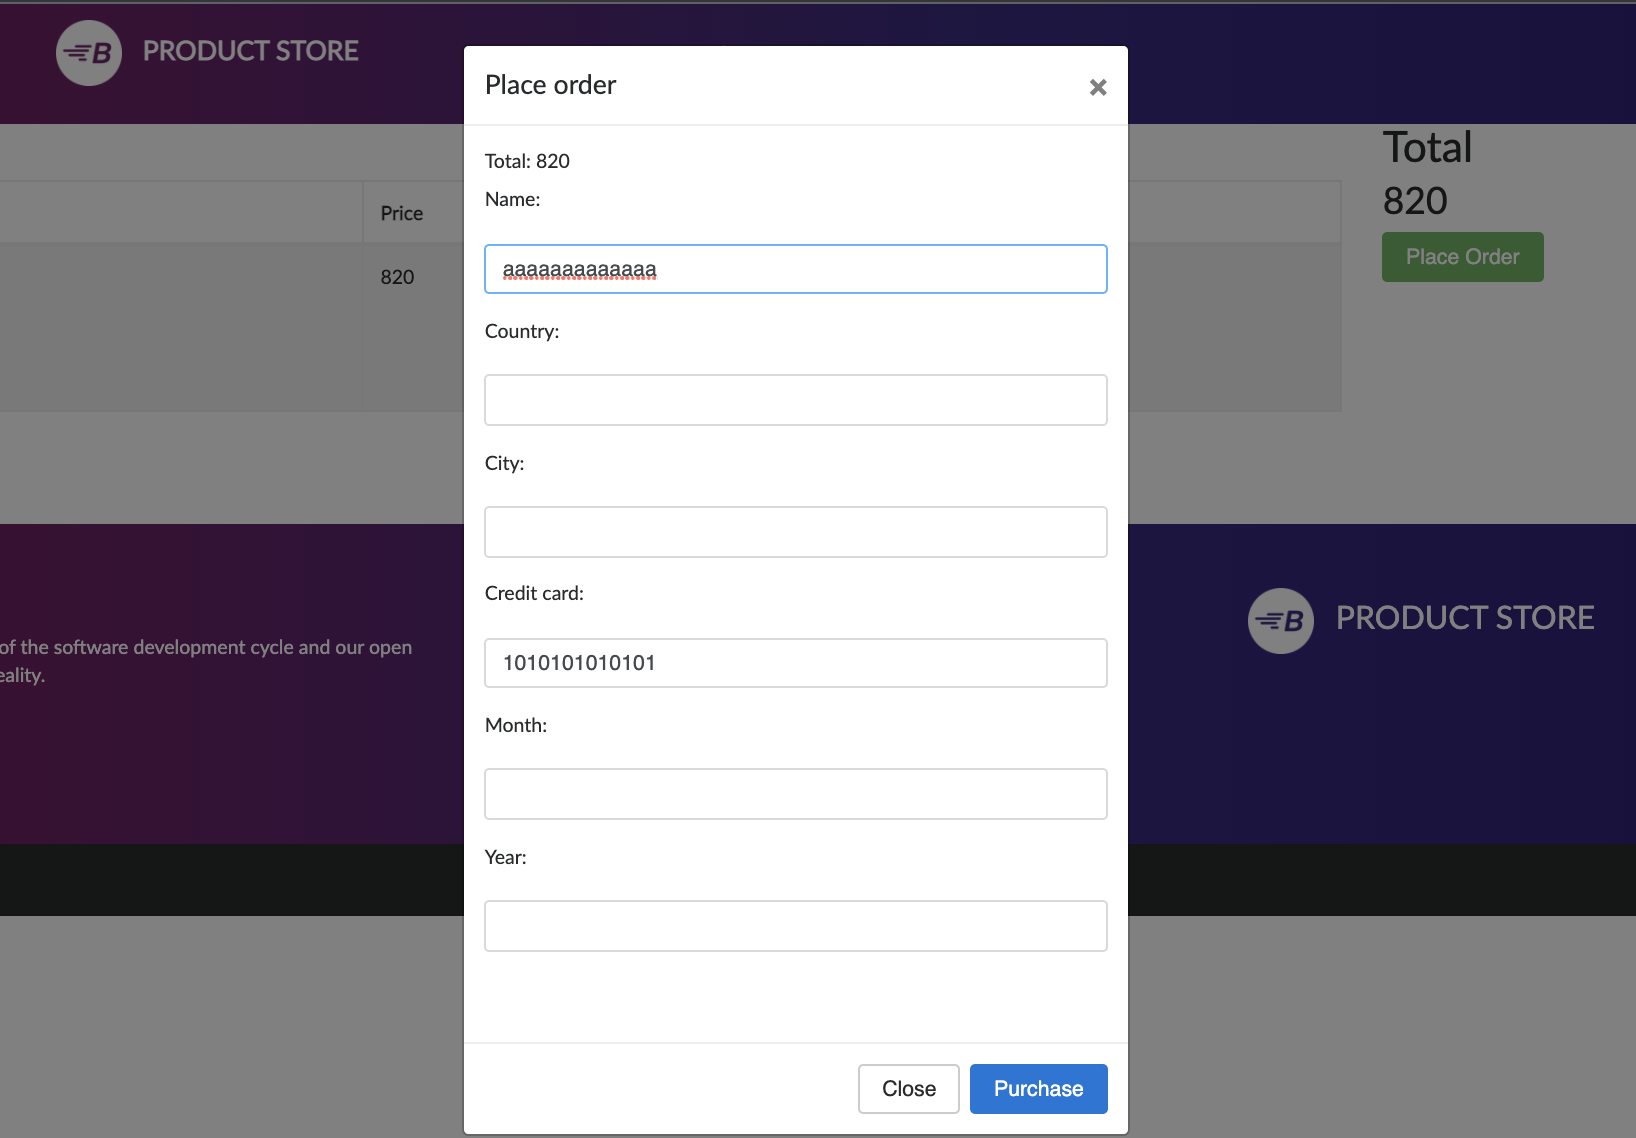 B PRODUCT STORE
Place order
×
Total: 820
Name:
aaaaaaaaaaaaa
Country:
City:
Credit card:
1010101010101
Month:
Year:
Close
Purchase
Price
820
Total
820
Place Order
of the software development cycle and our open
eality.
B PRODUCT STORE